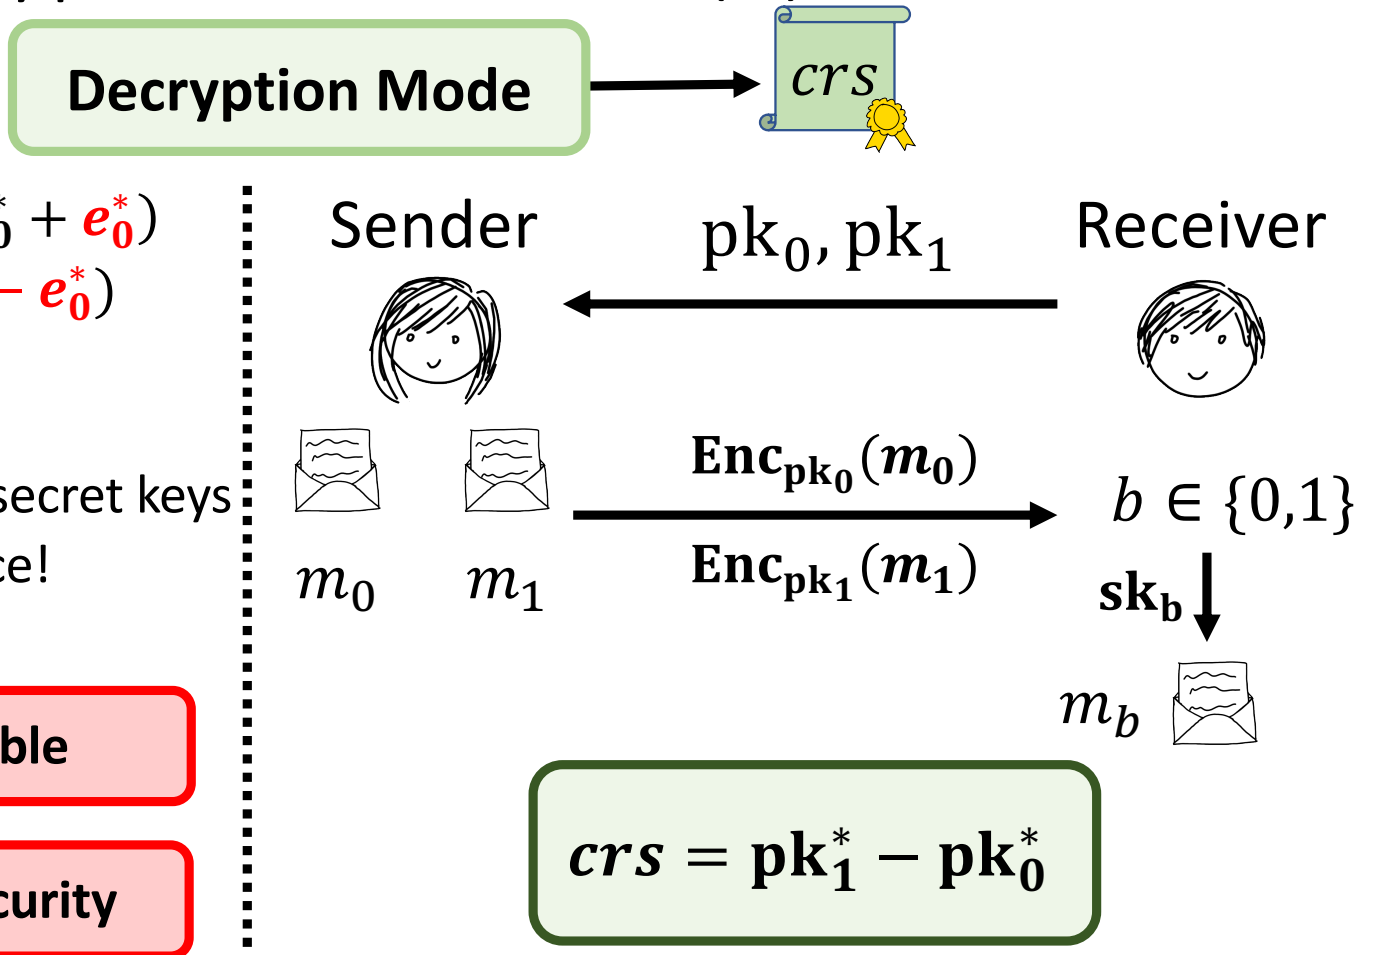 Decryption Mode
crs
* 0 + e*0)
− e*0)
secret keys
ce!
ble
curity
Sender
pk0, pk1
Receiver
Encpk0(m0)
Encpk1(m1)
m0
m1
b ∈ {0,1}
skb
mb
crs = pk*1 − pk*0